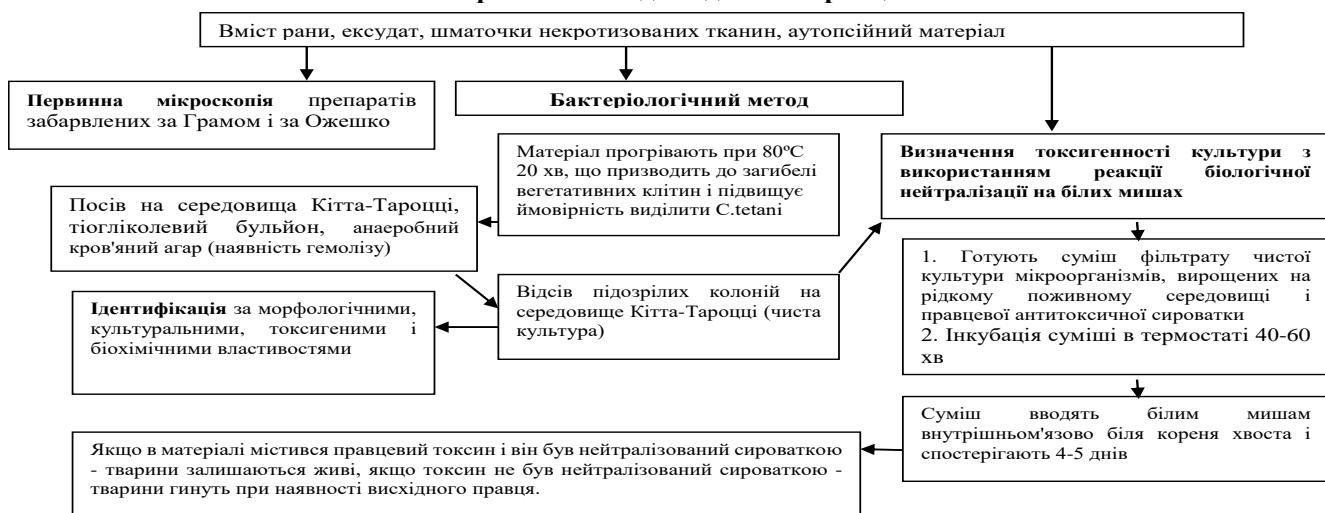 Вміст рани, ексудат, шматочки некротизованих тканин, аутопсійний матеріал
Первинна мікроскопія препаратів
забарвлених за Грамом і за Ожешко
Бактеріологічний метод
Матеріал прогрівають при 80ºС
20 хв, що призводить до загибелі
вегетативних клітин і підвищує
ймовірність виділити C.tetani
Визначення токсигенності культури з
використанням реакції біологічної
нейтралізації на білих мишах
Посів на середовища Кітта-Тароцці,
тіогліколевий бульйон, анаеробний
кров'яний агар (наявність гемолізу)
1. Готують суміш фільтрату чистої
культури мікроорганізмів, вирощених на
рідкому поживному середовищі і
правцевої антитоксичної сироватки
2. Інкубація суміші в термостаті 40-60
хв
Відсів підозрілих колоній на
середовище Кітта-Тароцці (чиста
культура)
Ідентифікація за морфологічними,
культуральними, токсигеними і
біохімічними властивостями
Суміш вводять білим мишам
внутрішньом'язово біля кореня хвоста і
спостерігають 4-5 днів
Якщо в матеріалі містився правцевий токсин і він був нейтралізований сироваткою
- тварини залишаються живі, якщо токсин не був нейтралізований сироваткою -
тварини гинуть при наявності висхідного правця.